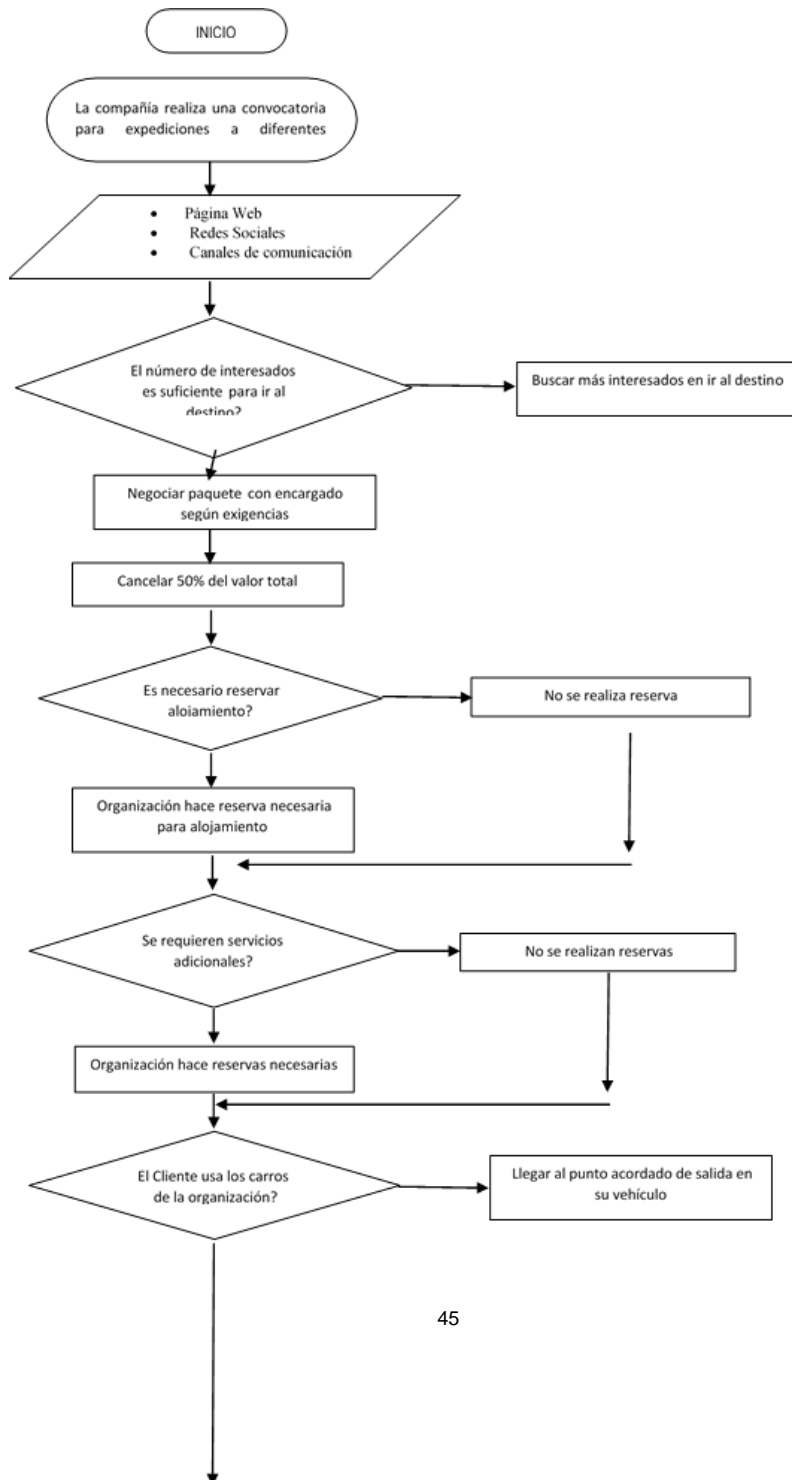 INICIO
La compañía realiza una convocatoria
para expediciones a diferentes
• Página Web
• Redes Sociales
• Canales de comunicación
El número de interesados
es suficiente para ir al
destino?
Buscar más interesados en ir al destino
Negociar paquete con encargado
según exigencias
Cancelar 50% del valor total
Es necesario reservar
alojamiento?
No se realiza reserva
Organización hace reserva necesaria
para alojamiento
Se requieren servicios
adicionales?
No se realizan reservas
Organización hace reservas necesarias
El Cliente usa los carros
de la organización?
Llegar al punto acordado de salida en
su vehículo
45